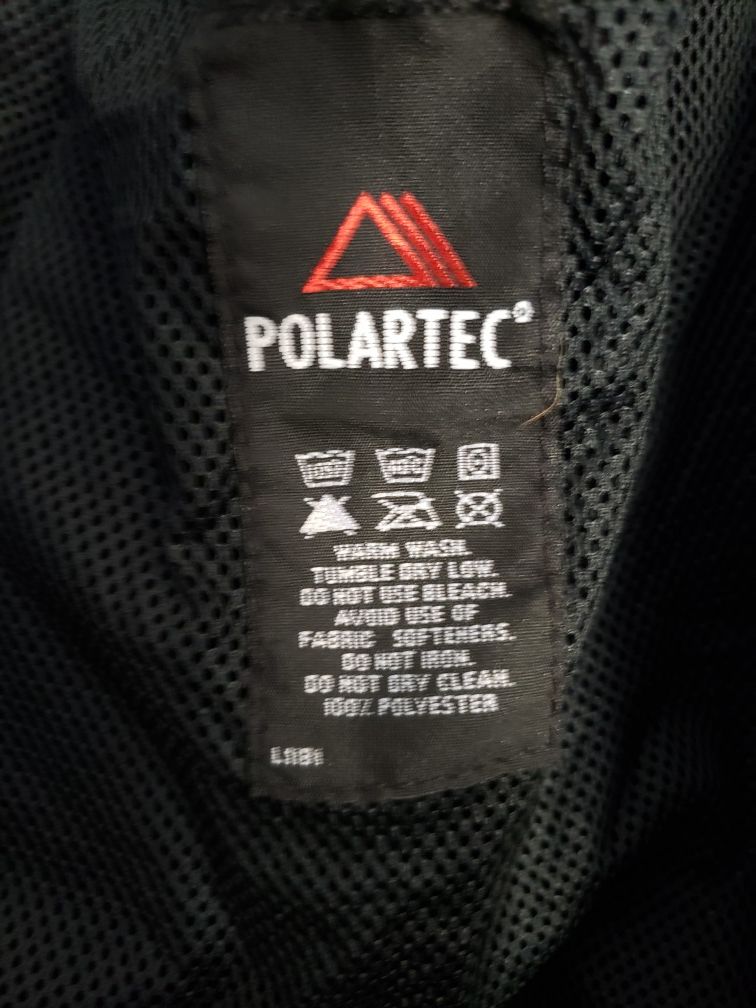 POLARTEC®
40°C
WARM WASH.
TUMBLE DRY LOW.
DO NOT USE BLEACH.
AVOID USE OF
FABRIC SOFTENERS.
DO NOT IRON.
DO NOT DRY CLEAN.
100% POLYESTER